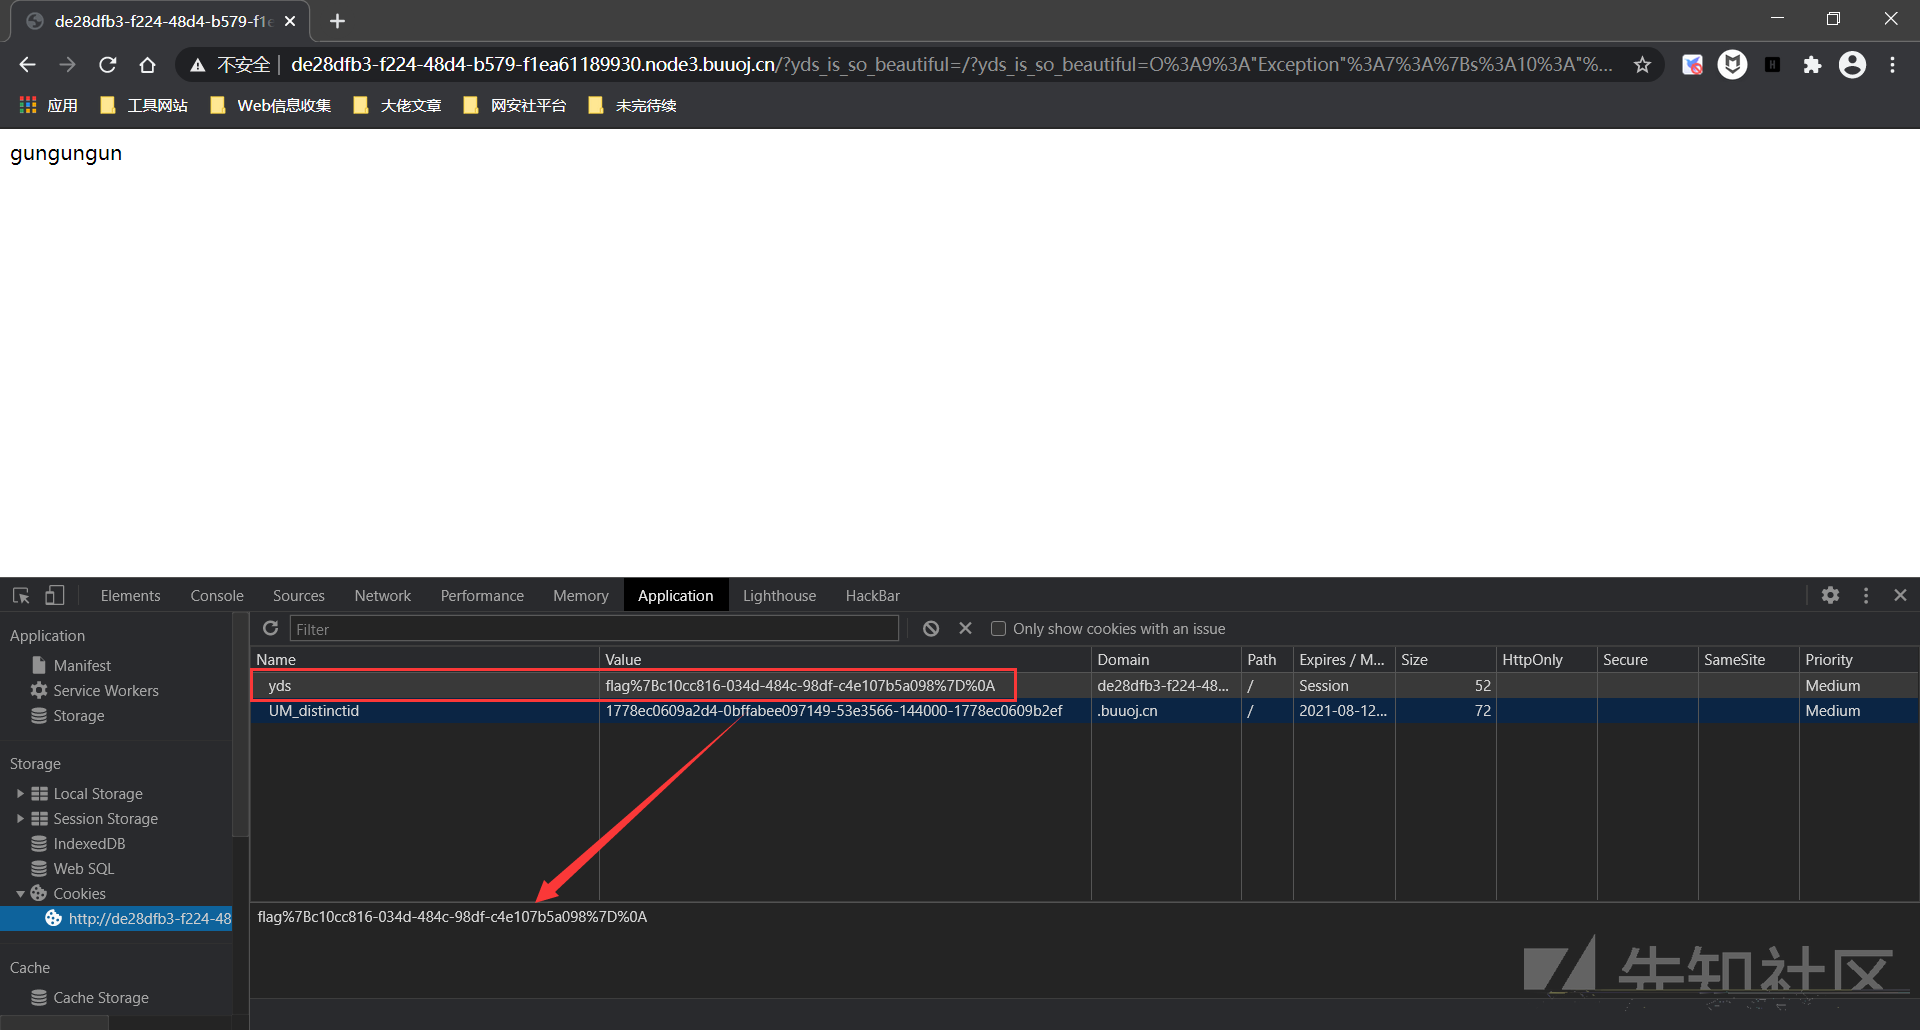 de28dfb3-f224-48d4-b579-f1e
不安全 de28dfb3-f224-48d4-b579-f1ea61189930.node3.buuoj.cn/?yds_is_so_beautiful=/?yds_is_so_beautiful=O%3A9%3A"Exception"%3A7%3A%7Bs%3A10%3A"%...
应用 工具网站 Web信息收集 大佬文章 网安社平台 未完待续
gungungun
Elements Console Sources Network Performance Memory Application Lighthouse HackBar
Application
Filter
Only show cookies with an issue
Manifest
Service Workers
Storage
Storage
Local Storage
Session Storage
IndexedDB
Web SQL
Cookies
http://de28dfb3-f224-48
Cache
Cache Storage
Name Value Domain Path Expires / M... Size HttpOnly Secure SameSite Priority
yds flag%7Bc10cc816-034d-484c-98df-c4e107b5a098%7D%0A de28dfb3-f224-48... / Session 52 Medium
UM_distinctid 1778ec0609a2d4-0bffabee097149-53e3566-144000-1778ec0609b2ef .buuoj.cn / 2021-08-12... 72 Medium
flag%7Bc10cc816-034d-484c-98df-c4e107b5a098%7D%0A
先知社区